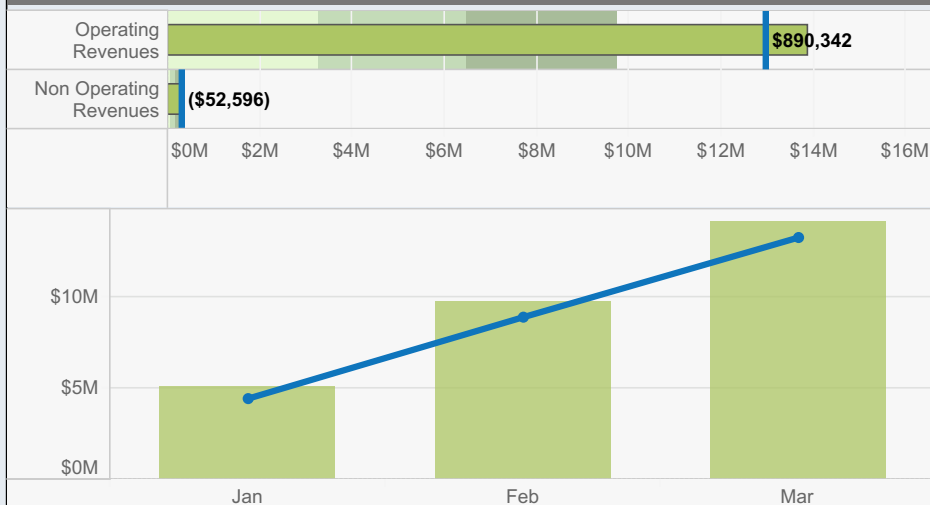 Operating
Revenues
$890,342
Non Operating
Revenues
($52,596)
$0M $2M $4M $6M $8M $10M $12M $14M $16M
$10M
$5M
$0M
Jan Feb Mar